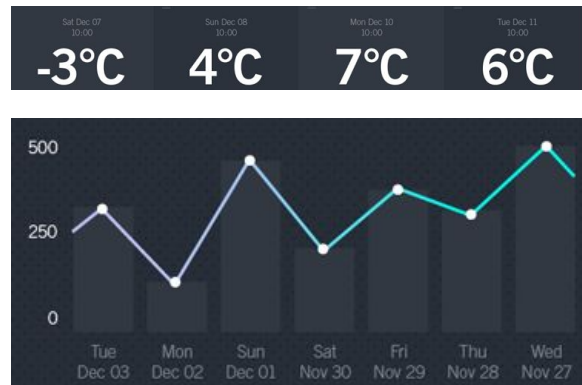 Sat Dec 07
10:00
-3°C
Sun Dec 08
10:00
4°C
Mon Dec 10
10:00
7°C
Tue Dec 11
10:00
6°C
500
250
0
Tue
Dec 03
Mon
Dec 02
Sun
Dec 01
Sat
Nov 30
Fri
Nov 29
Thu
Nov 28
Wed
Nov 27